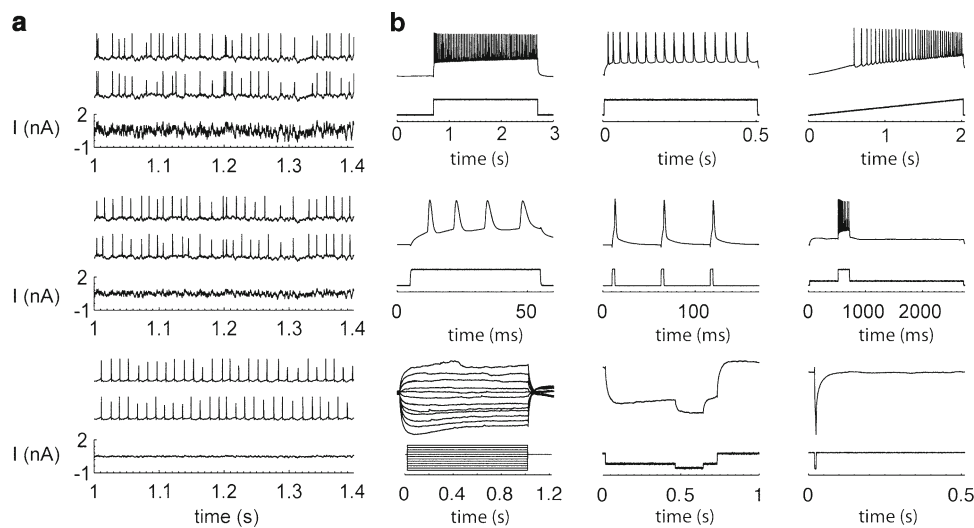 a
b
2
I (nA)
-1
1 1.1 1.2 1.3 1.4
0 1 2 3
time (s)
0 0.5
time (s)
0 1 2
time (s)
2
I (nA)
-1
1 1.1 1.2 1.3 1.4
0 50
time (ms)
0 100
time (ms)
0 1000 2000
time (ms)
2
I (nA)
-1
1 1.1 1.2 1.3 1.4
time (s)
0 0.4 0.8 1.2
time (s)
0 0.5 1
time (s)
0 0.5
time (s)